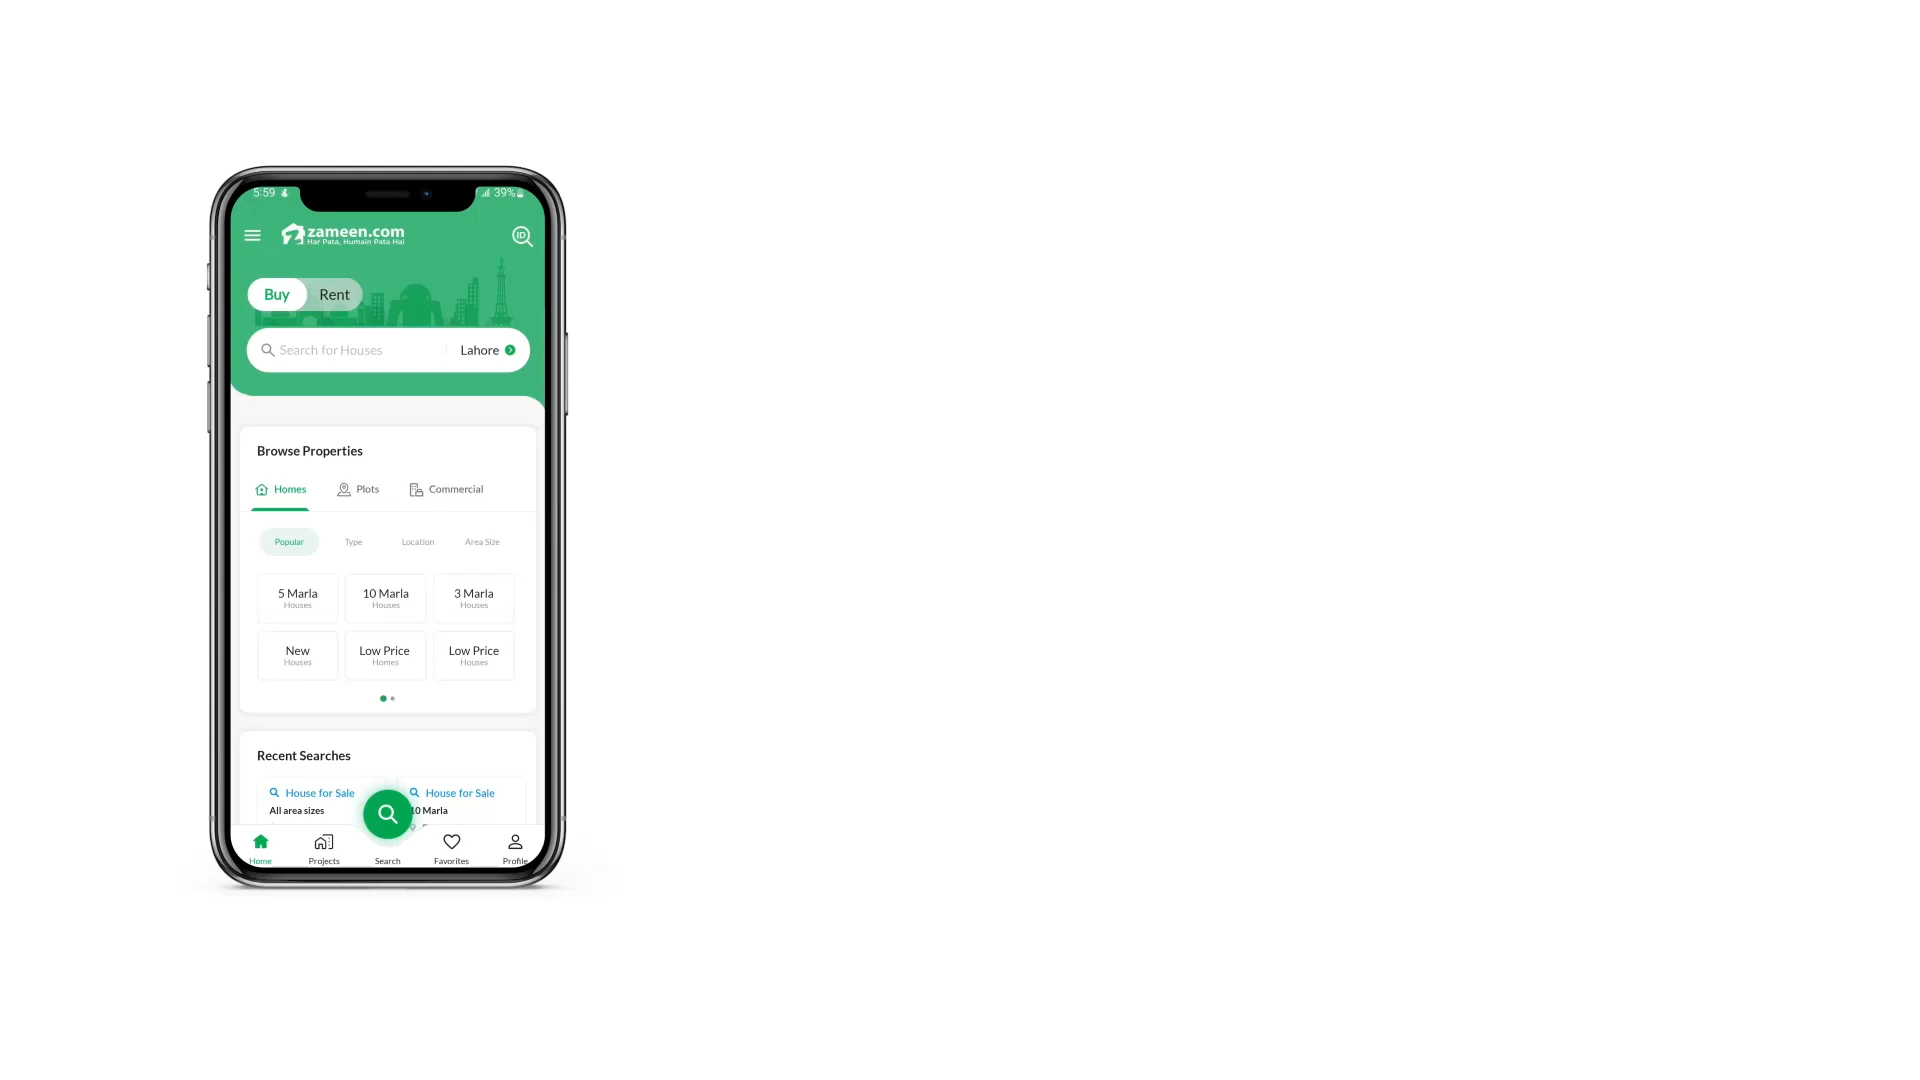 5:59
39%
zameen.com
Har Pata, Humain Pata Hai
ID
Buy Rent
Search for Houses Lahore
Browse Properties
Homes Plots Commercial
Popular Type Location Area Size
5 Marla 10 Marla 3 Marla
Houses Houses Houses
New Low Price Low Price
Houses Homes Houses
Recent Searches
House for Sale House for Sale
All area sizes 10 Marla
Home Projects Search Favorites Profile